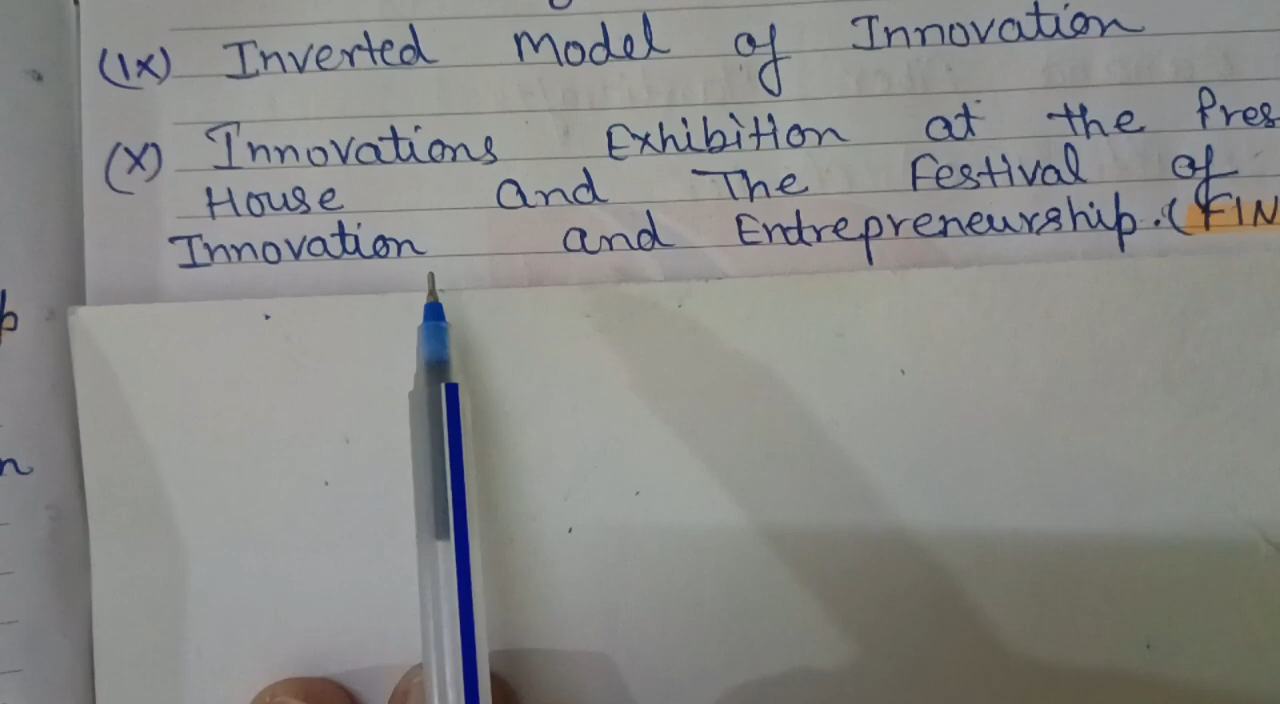 (IX) Inverted Model of Innovation
(X) Innovations Exhibition at the Pres
House and The Festival of
Innovation and Entrepreneurship. (FIN